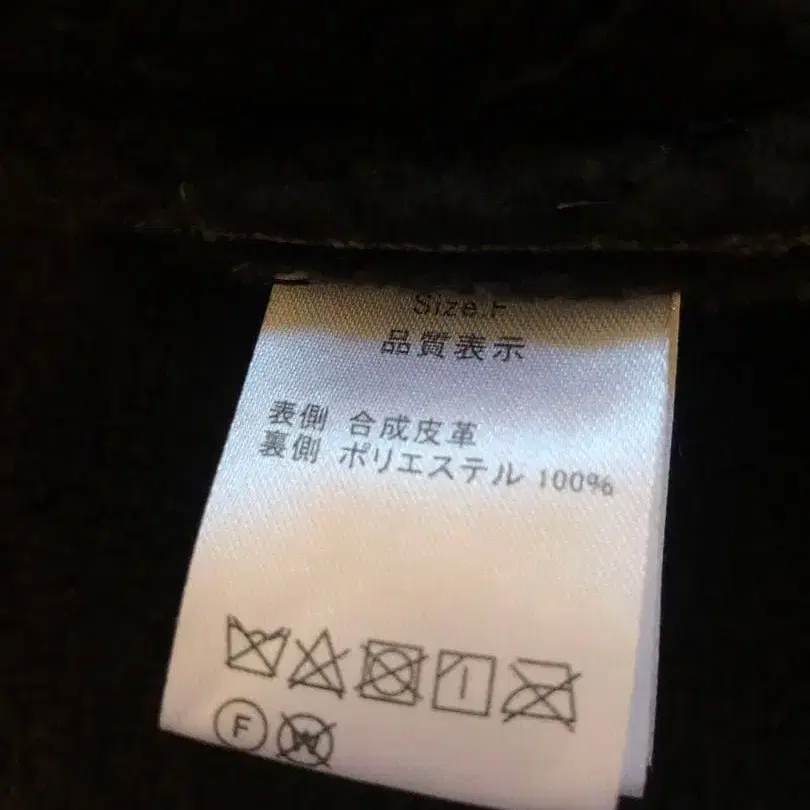 Size.F
品質表示
表側 合成皮革
裏側 ポリエステル 100%
F
W